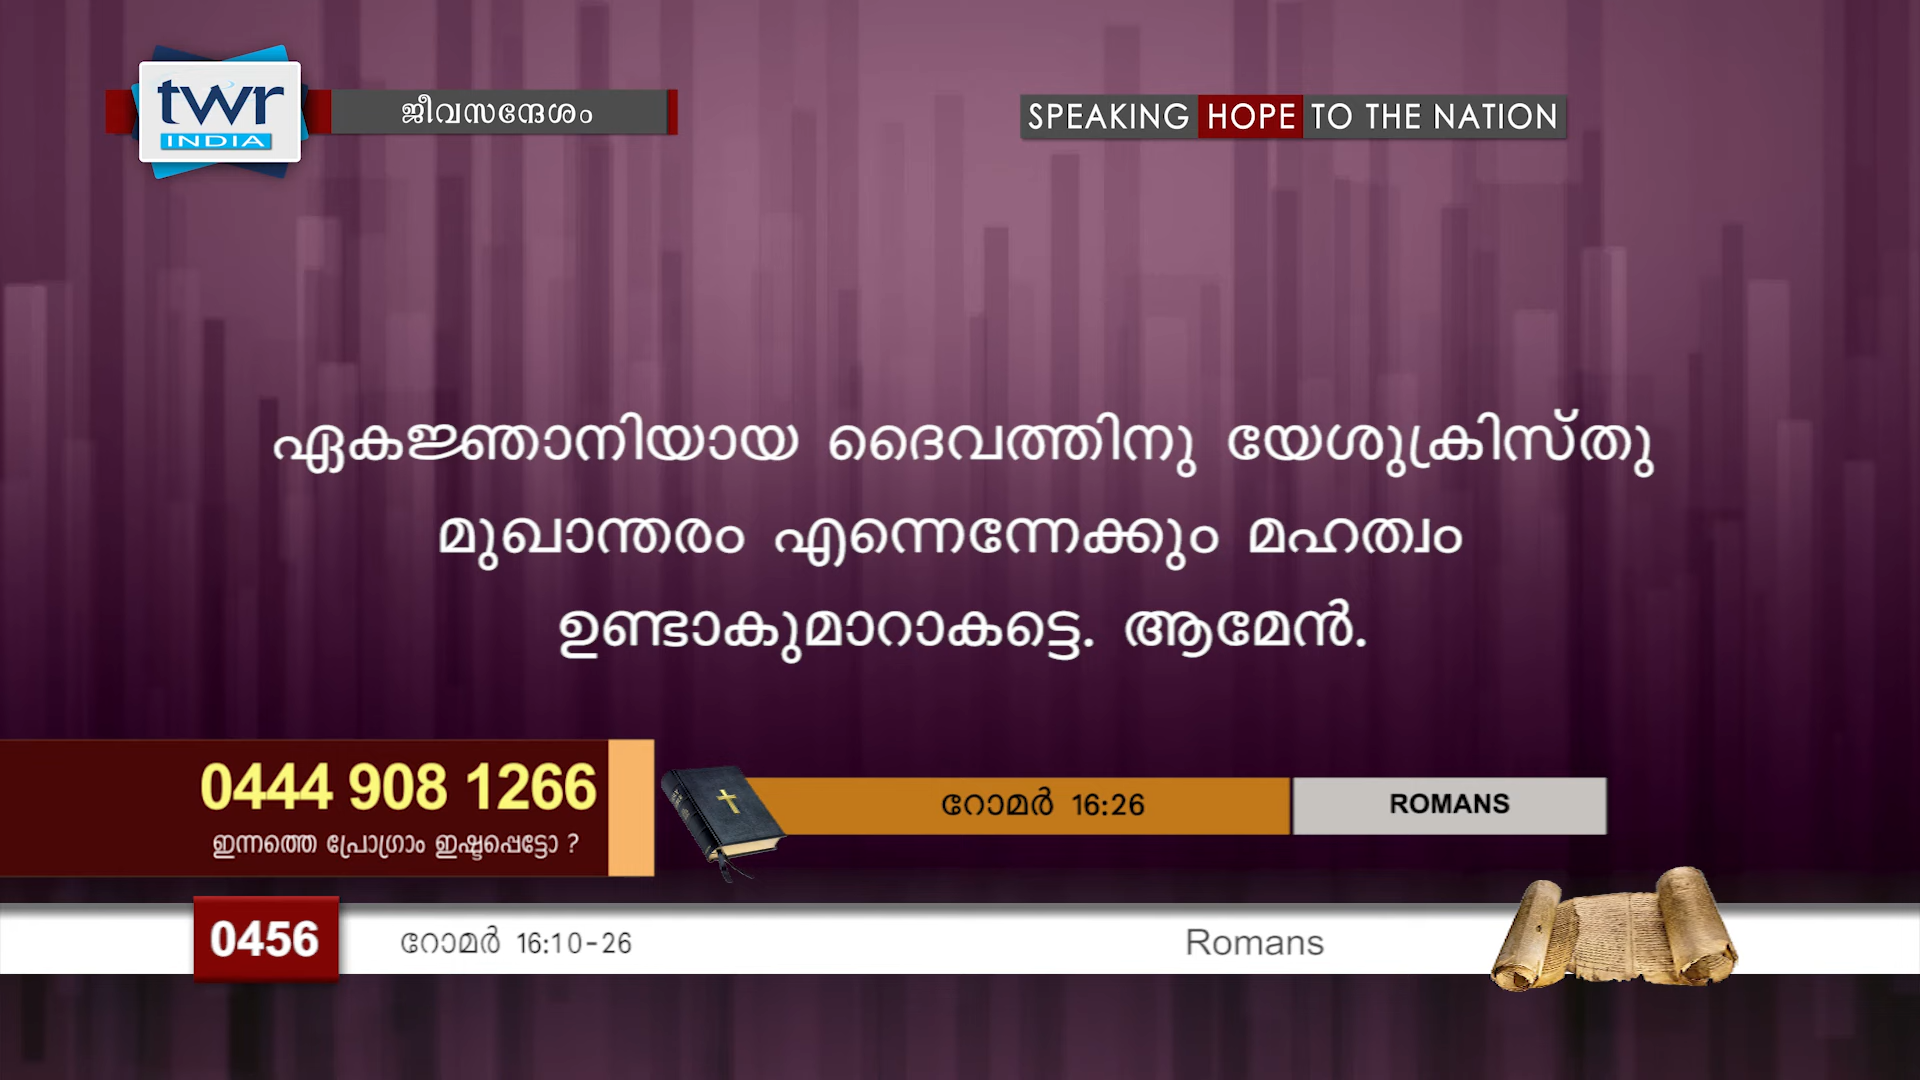 twr
INDIA
ജീവസന്ദേശം
SPEAKING HOPE TO THE NATION
ഏകജ്ഞാനിയായ ദൈവത്തിനു യേശുക്രിസ്തു
മുഖാന്തരം എന്നെന്നേക്കും മഹത്വം
ഉണ്ടാകുമാറാകട്ടെ. ആമേൻ.
0444 908 1266
ഇന്നത്തെ പ്രോഗ്രാം ഇഷ്ടപ്പെട്ടോ ?
റോമർ 16:26
ROMANS
0456
റോമർ 16:10-26
Romans